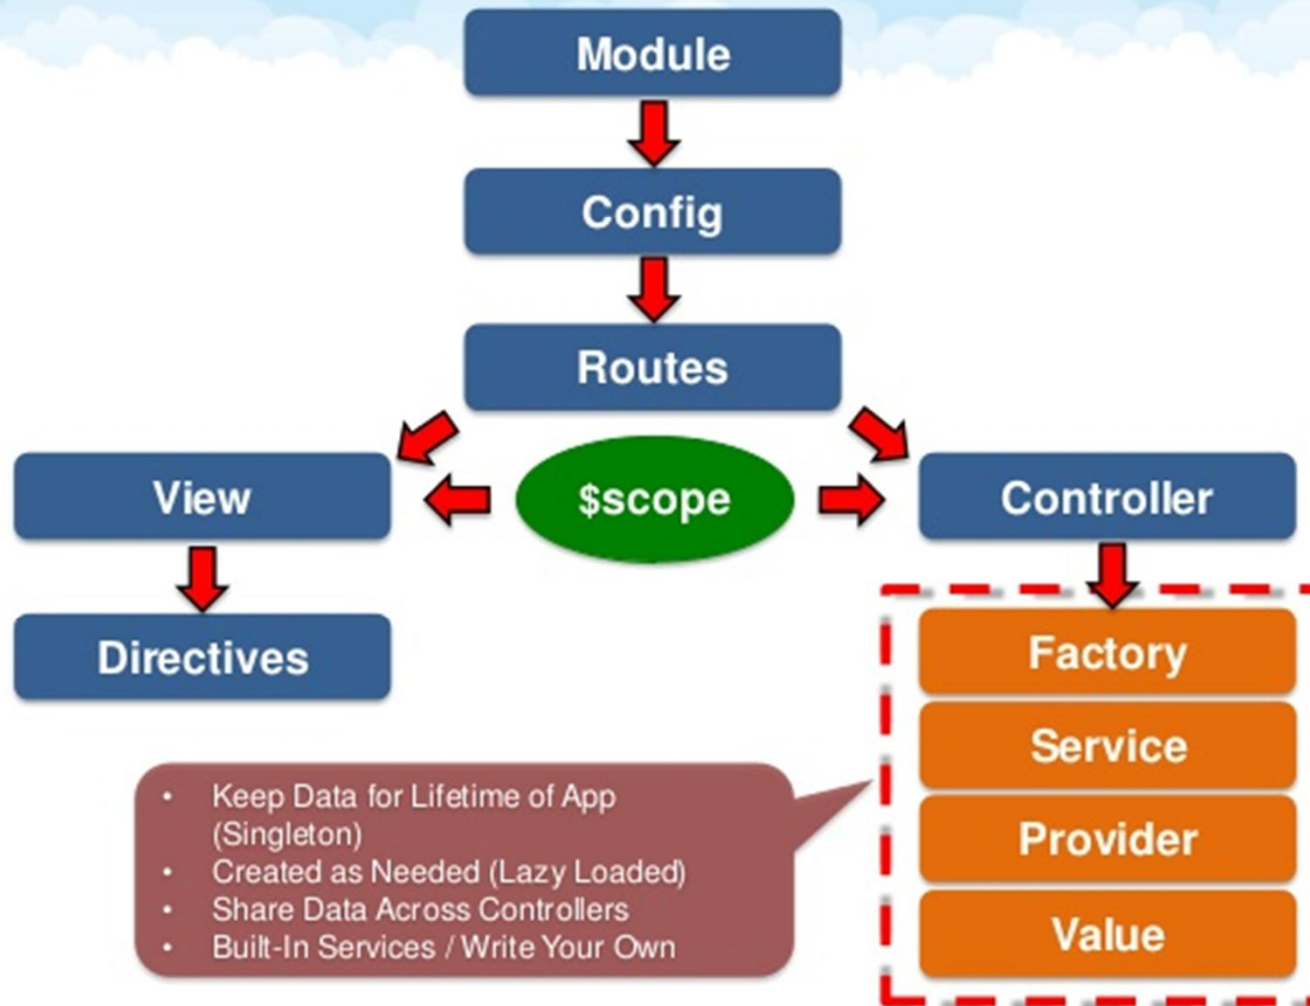 Module
Config
Routes
View
$scope
Controller
Directives
Factory
Service
Provider
Value
• Keep Data for Lifetime of App
(Singleton)
• Created as Needed (Lazy Loaded)
• Share Data Across Controllers
• Built-In Services / Write Your Own